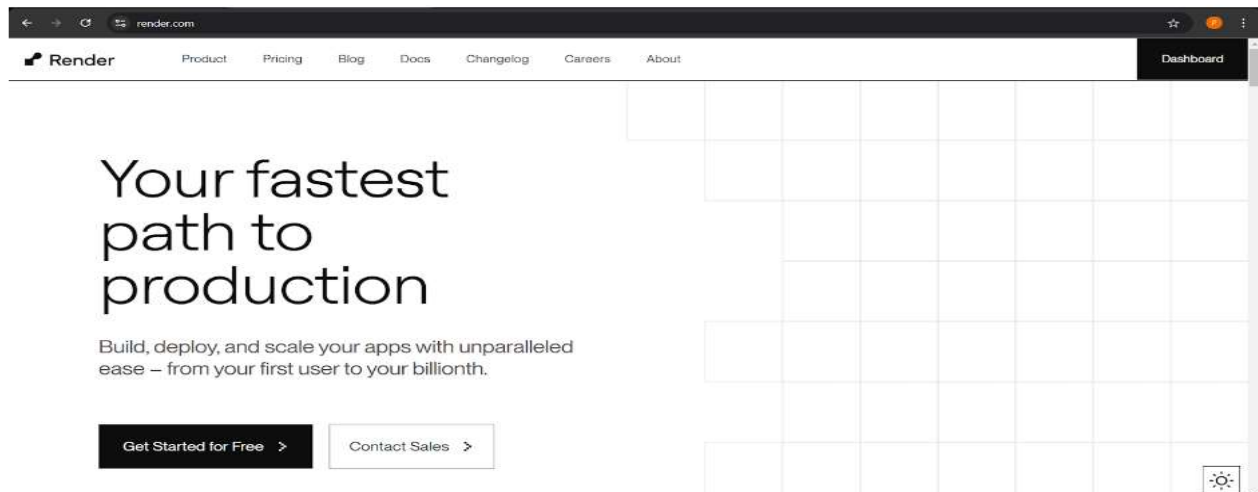 render.com
Render Product Pricing Blog Docs Changelog Careers About Dashboard
Your fastest
path to
production
Build, deploy, and scale your apps with unparalleled
ease – from your first user to your billionth.
Get Started for Free > Contact Sales >